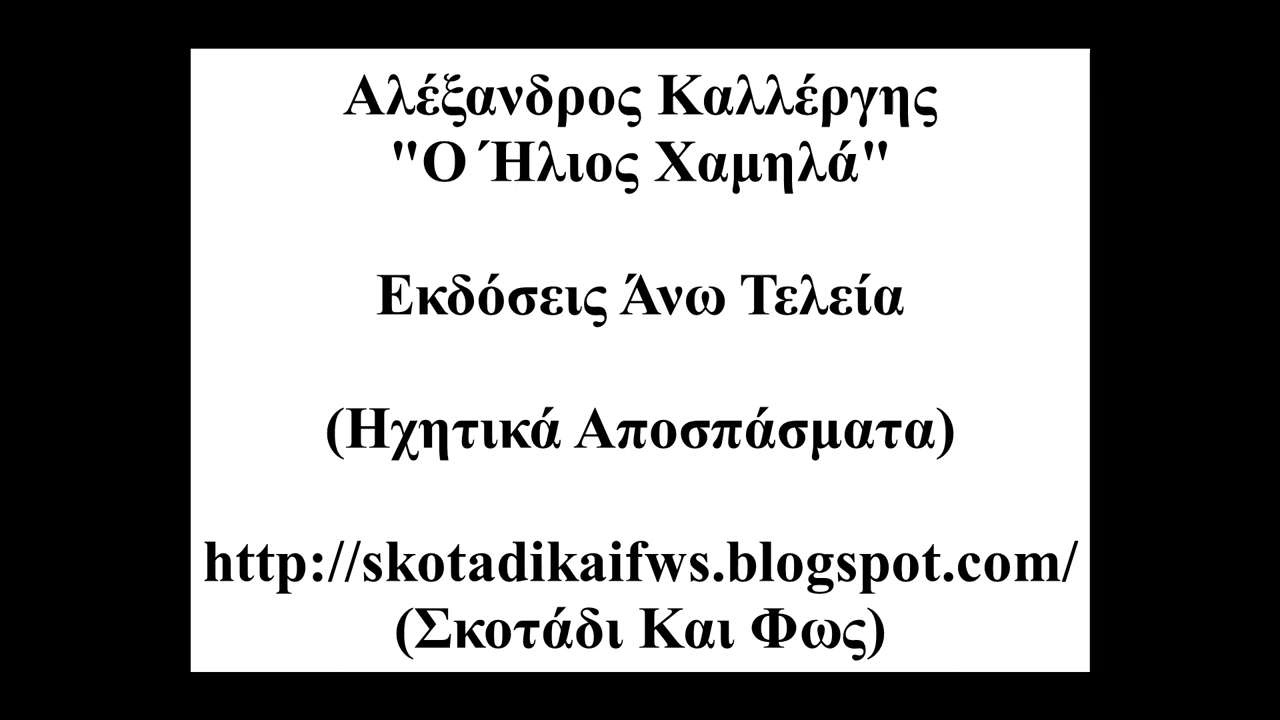 Αλέξανδρος Καλλέργης
"Ο Ήλιος Χαμηλά"
Εκδόσεις Άνω Τελεία
(Ηχητικά Αποσπάσματα)
http://skotadikaifws.blogspot.com/
(Σκοτάδι Και Φως)